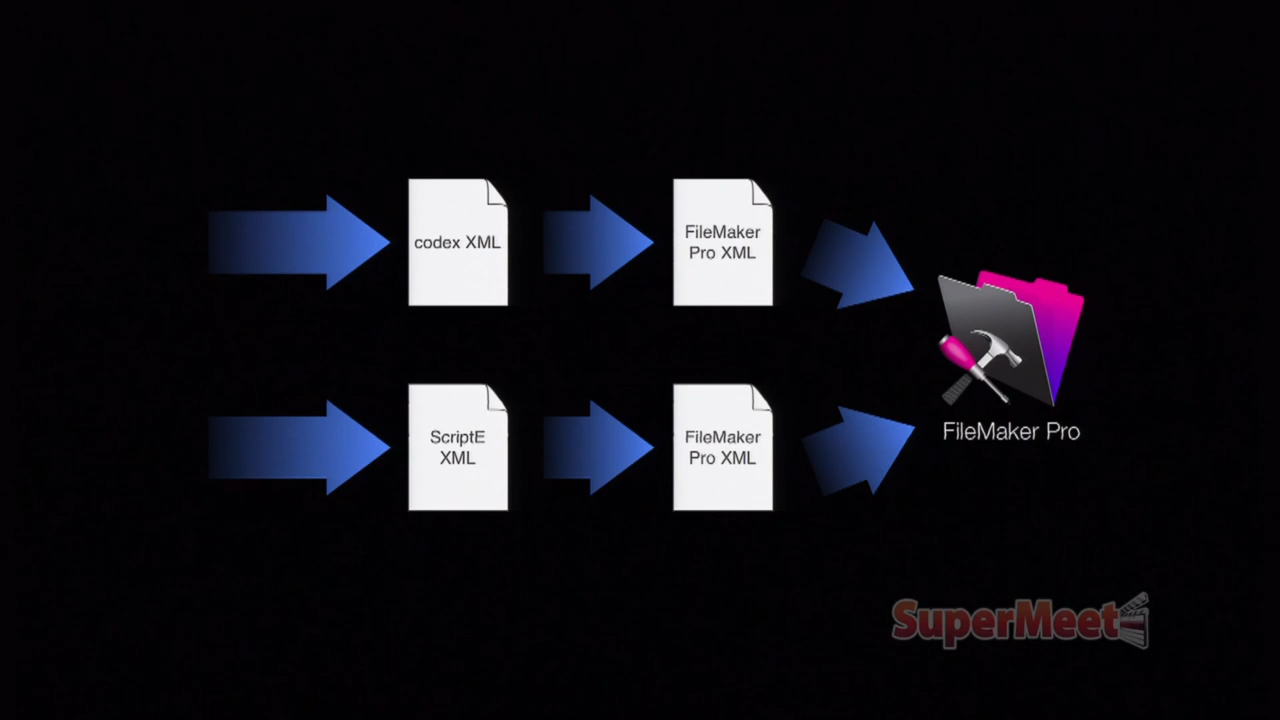 codex XML
FileMaker
Pro XML
ScriptE
XML
FileMaker
Pro XML
FileMaker Pro
SuperMeet